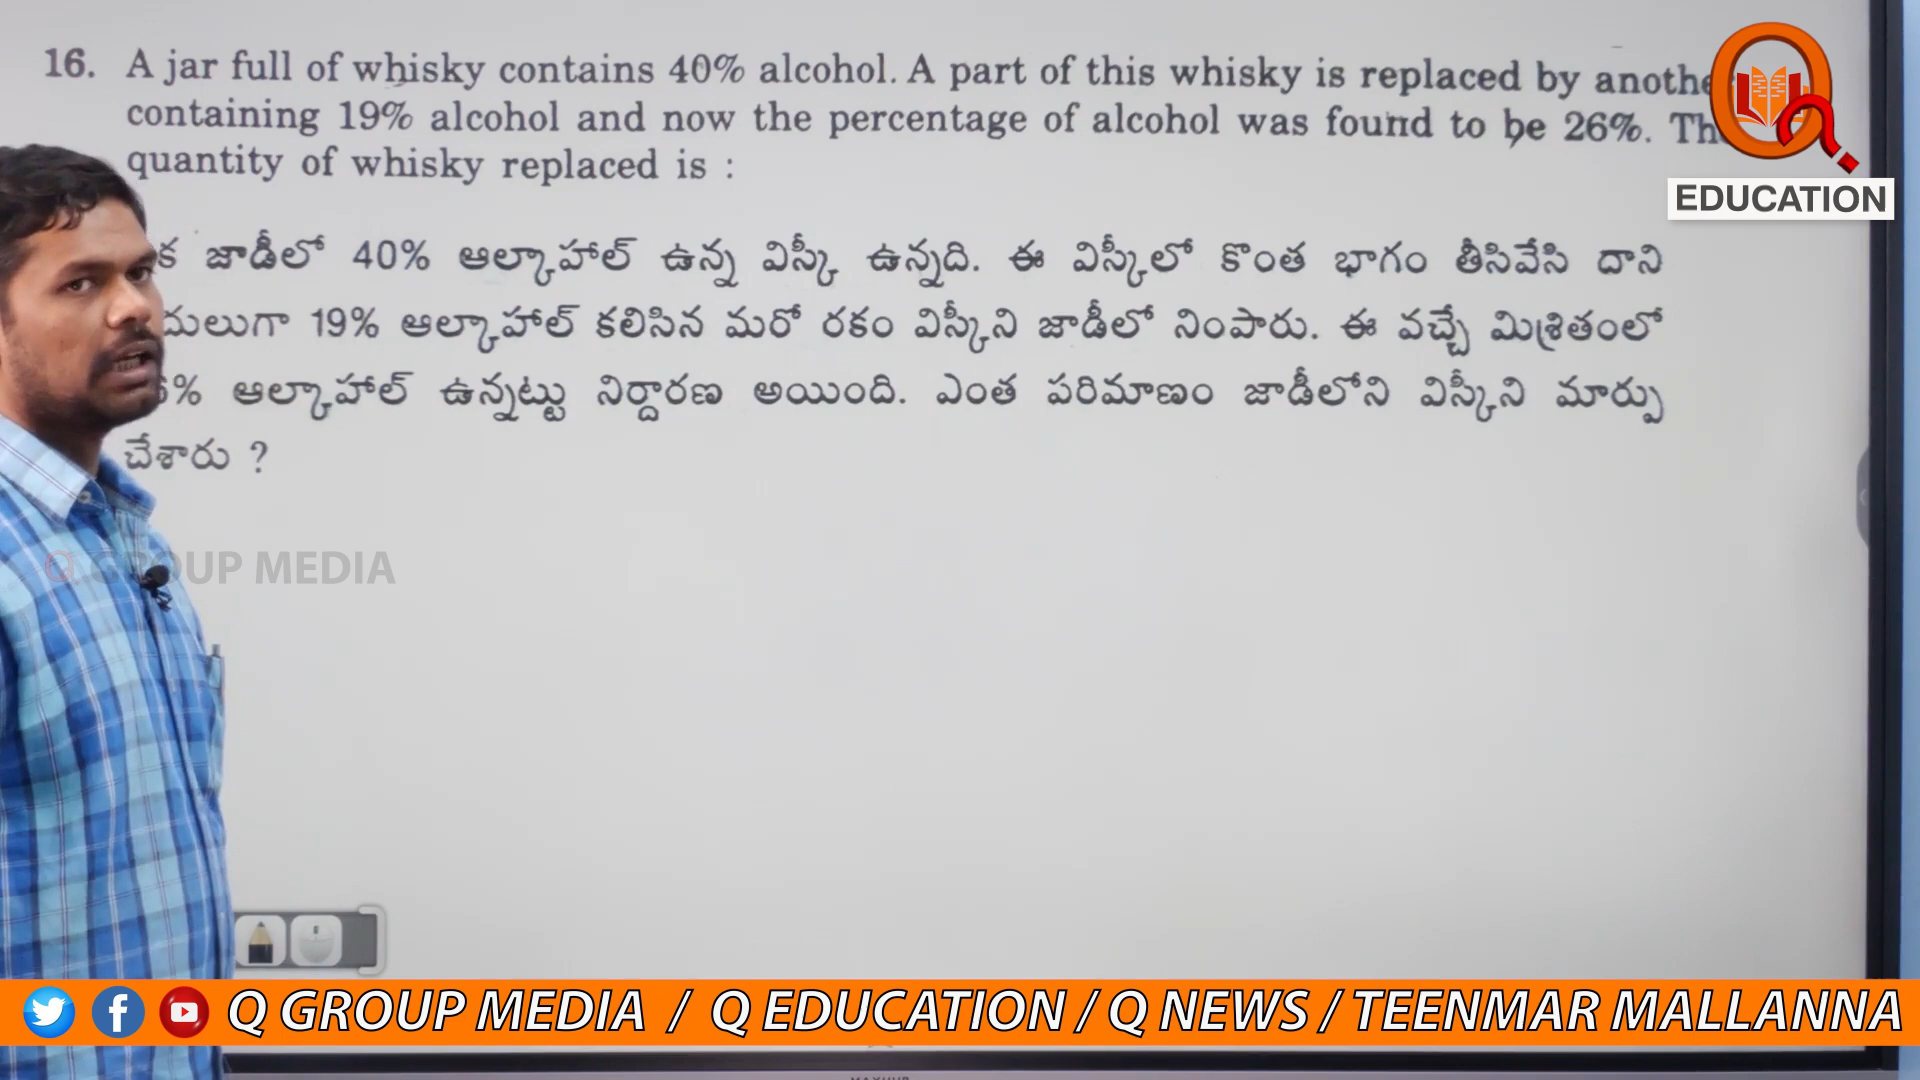 16. A jar full of whisky contains 40% alcohol. A part of this whisky is replaced by
containing 19% alcohol and now the percentage of alcohol was found to be 26%.
quantity of whisky replaced is :
EDUCATION
జాడీలో 40% ఆల్కాహాల్ ఉన్న విస్కీ ఉన్నది. ఈ విస్కీలో కొంత భాగం తీసివేసి దాని
19% ఆల్కాహాల్ కలిసిన మరో రకం విస్కీని జాడీలో నింపారు. ఈ వచ్చే మిశ్రితంలో
ఆల్కాహాల్ ఉన్నట్టు నిర్దారణ అయింది. ఎంత పరిమాణం జాడీలోని విస్కీని మార్పు
చేశారు ?
Q GROUP MEDIA
Q GROUP MEDIA / Q EDUCATION / Q NEWS / TEENMAR MALLANNA